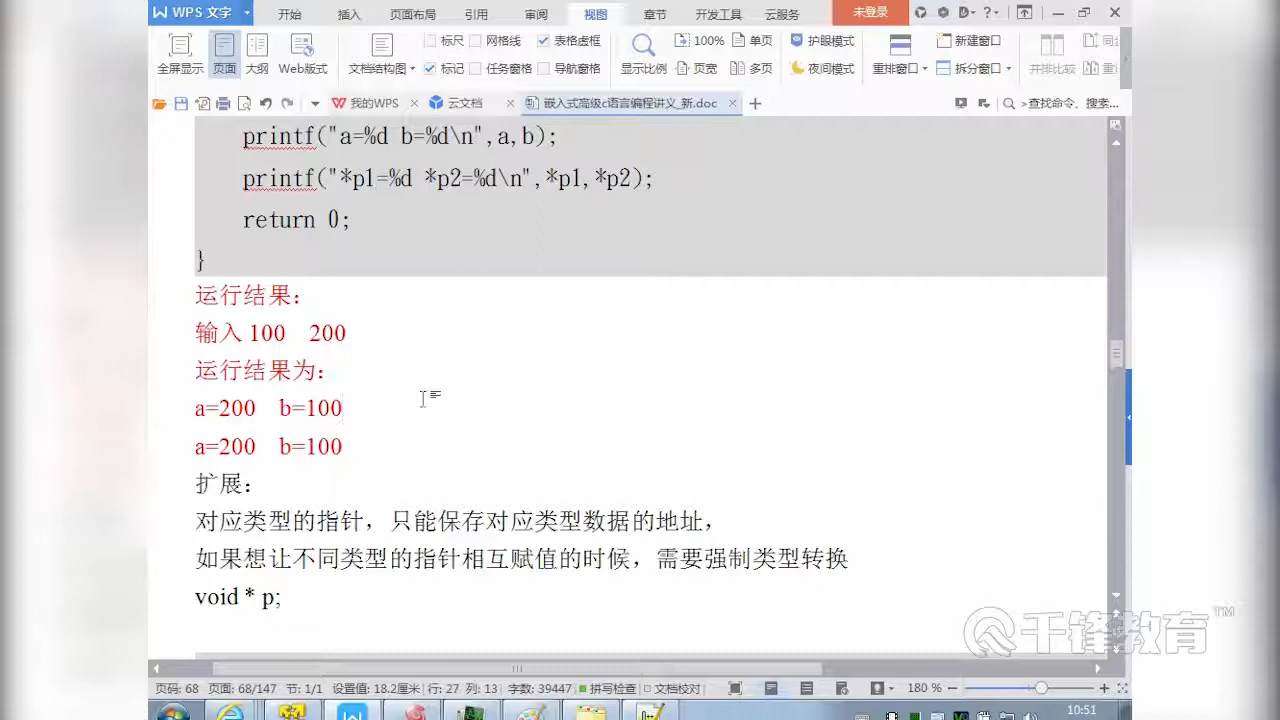 WPS 文字
开始 插入 页面布局 引用 审阅 视图 章节 开发工具 云服务 未登录
标尺 网格线 表格虚框 100% 单页 护眼模式 新建窗口
全屏显示 页面 大纲 Web版式 文档结构图 标记 任务窗格 导航窗格 显示比例 页宽 多页 夜间模式 重排窗口 拆分窗口 并排比较
我的WPS 云文档 嵌入式高级c语言编程讲义_新.doc >查找命令、搜索...
printf("a=%d b=%d\n",a,b);
printf("*p1=%d *p2=%d\n",*p1,*p2);
return 0;
}
运行结果:
输入 100 200
运行结果为:
a=200 b=100
a=200 b=100
扩展:
对应类型的指针，只能保存对应类型数据的地址，
如果想让不同类型的指针相互赋值的时候，需要强制类型转换
void * p;
千锋教育 TM
页码: 68 页面: 68/147 节: 1/1 设置值: 18.2厘米 行: 27 列: 13 字数: 39447 拼写检查 文档校对 180 %
10:51